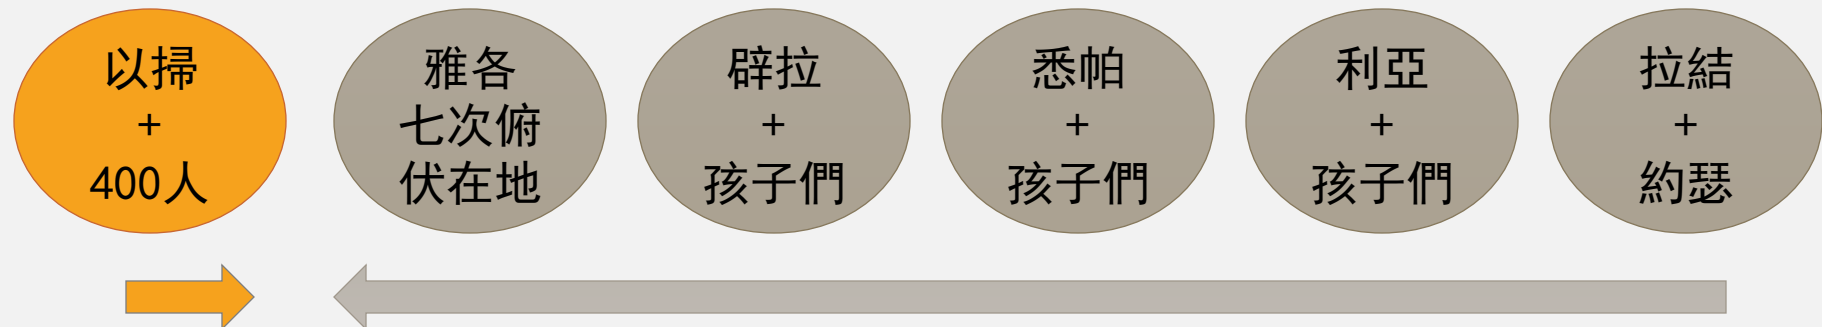 以掃
+
400人
雅各
七次俯
伏在地
辟拉
+
孩子們
悉帕
+
孩子們
利亞
+
孩子們
拉結
+
約瑟